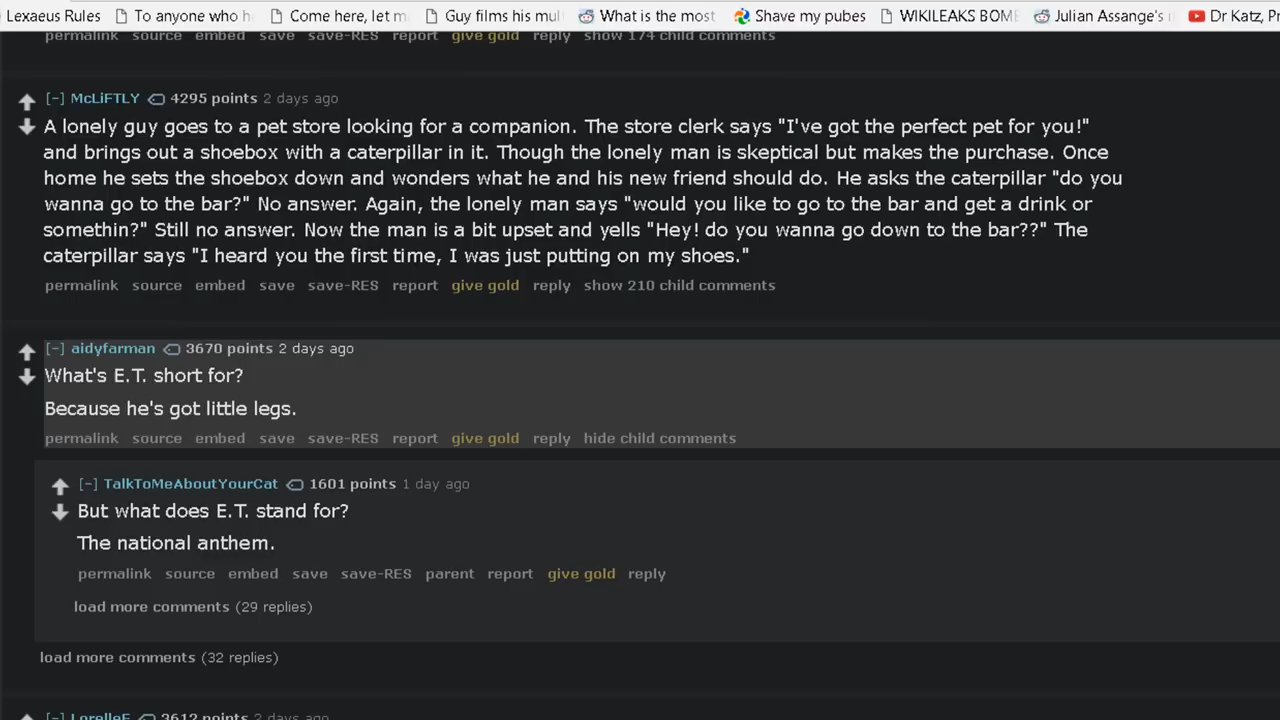 Lexaeus Rules To anyone who h Come here, let m Guy films his mul What is the most Shave my pubes WIKILEAKS BOMB Julian Assange's i Dr Katz, Pr
permalink source embed save save-RES report give gold reply show 174 child comments
[-] McLiFTLY 4295 points 2 days ago
A lonely guy goes to a pet store looking for a companion. The store clerk says "I've got the perfect pet for you!"
and brings out a shoebox with a caterpillar in it. Though the lonely man is skeptical but makes the purchase. Once
home he sets the shoebox down and wonders what he and his new friend should do. He asks the caterpillar "do you
wanna go to the bar?" No answer. Again, the lonely man says "would you like to go to the bar and get a drink or
somethin?" Still no answer. Now the man is a bit upset and yells "Hey! do you wanna go down to the bar??" The
caterpillar says "I heard you the first time, I was just putting on my shoes."
permalink source embed save save-RES report give gold reply show 210 child comments
[-] aidyfarman 3670 points 2 days ago
What's E.T. short for?
Because he's got little legs.
permalink source embed save save-RES report give gold reply hide child comments
[-] TalkToMeAboutYourCat 1601 points 1 day ago
But what does E.T. stand for?
The national anthem.
permalink source embed save save-RES parent report give gold reply
load more comments (29 replies)
load more comments (32 replies)
[-] LorelleF 3612 points 2 days ago